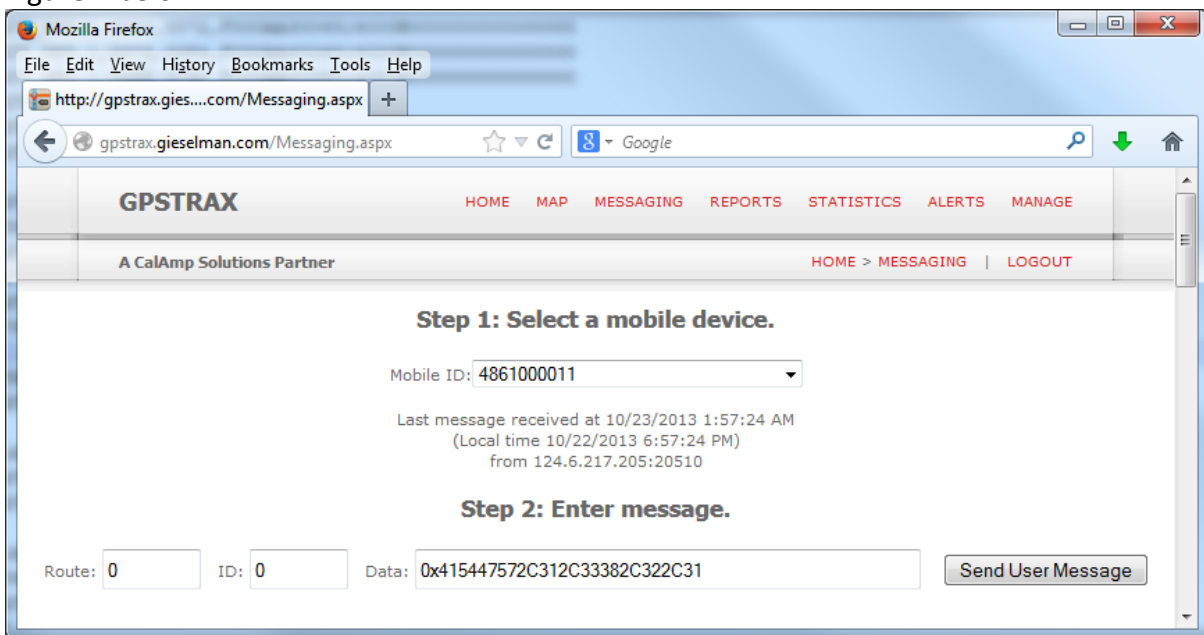 Mozilla Firefox
File Edit View History Bookmarks Tools Help
http://gpstrax.gies....com/Messaging.aspx +
gpstrax.gieselman.com/Messaging.aspx 8 Google
GPSTRAX HOME MAP MESSAGING REPORTS STATISTICS ALERTS MANAGE
A CalAmp Solutions Partner HOME > MESSAGING | LOGOUT
Step 1: Select a mobile device.
Mobile ID: 4861000011
Last message received at 10/23/2013 1:57:24 AM
(Local time 10/22/2013 6:57:24 PM)
from 124.6.217.205:20510
Step 2: Enter message.
Route: 0 ID: 0 Data: 0x415447572C312C33382C322C31 Send User Message